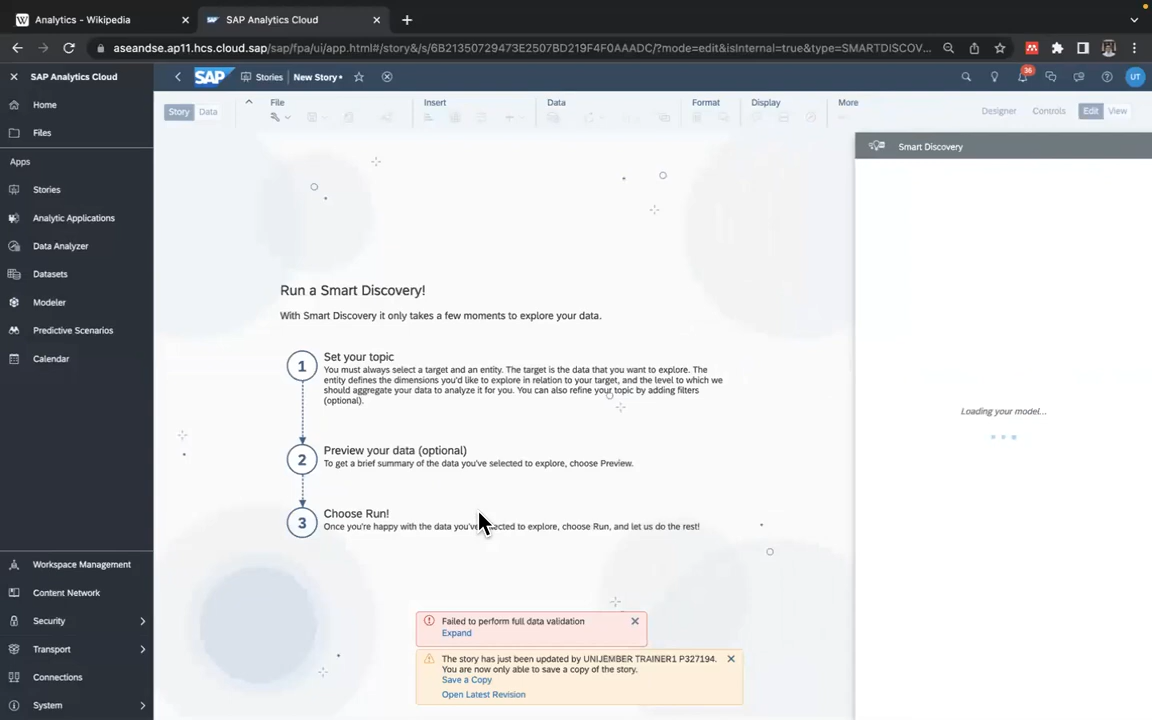 Analytics - Wikipedia
SAP Analytics Cloud
aseandse.ap11.hcs.cloud.sap/sap/fpa/ui/app.html#/story&/s/6B21350729473E2507BD219F4F0AAADC/?mode=edit&isInternal=true&type=SMARTDISCOV...
SAP Analytics Cloud
SAP
Stories
New Story•
36
UT
Home
Files
Apps
Stories
Analytic Applications
Data Analyzer
Datasets
Modeler
Predictive Scenarios
Calendar
Workspace Management
Content Network
Security
Transport
Connections
System
Story
Data
File
Insert
Data
Format
Display
More
Designer
Controls
Edit
View
Smart Discovery
Loading your model...
Run a Smart Discovery!
With Smart Discovery it only takes a few moments to explore your data.
1
Set your topic
You must always select a target and an entity. The target is the data that you want to explore. The
entity defines the dimensions you'd like to explore in relation to your target, and the level to which we
should aggregate your data to analyze it for you. You can also refine your topic by adding filters
(optional).
2
Preview your data (optional)
To get a brief summary of the data you've selected to explore, choose Preview.
3
Choose Run!
Once you're happy with the data you've selected to explore, choose Run, and let us do the rest!
Failed to perform full data validation
Expand
The story has just been updated by UNIJEMBER TRAINER1 P327194.
You are now only able to save a copy of the story.
Save a Copy
Open Latest Revision